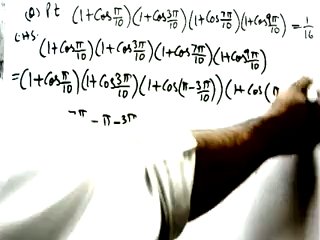 (Q) P.t (1+Cos π/10)(1+Cos 3π/10)(1+Cos 7π/10)(1+Cos 9π/10) = 1/16
LHS.
(1+Cos π/10)(1+Cos 3π/10)(1+Cos 7π/10)(1+Cos 9π/10)
=(1+Cos π/10)(1+Cos 3π/10)(1+Cos(π-3π/10))(1+Cos(π
π-3π